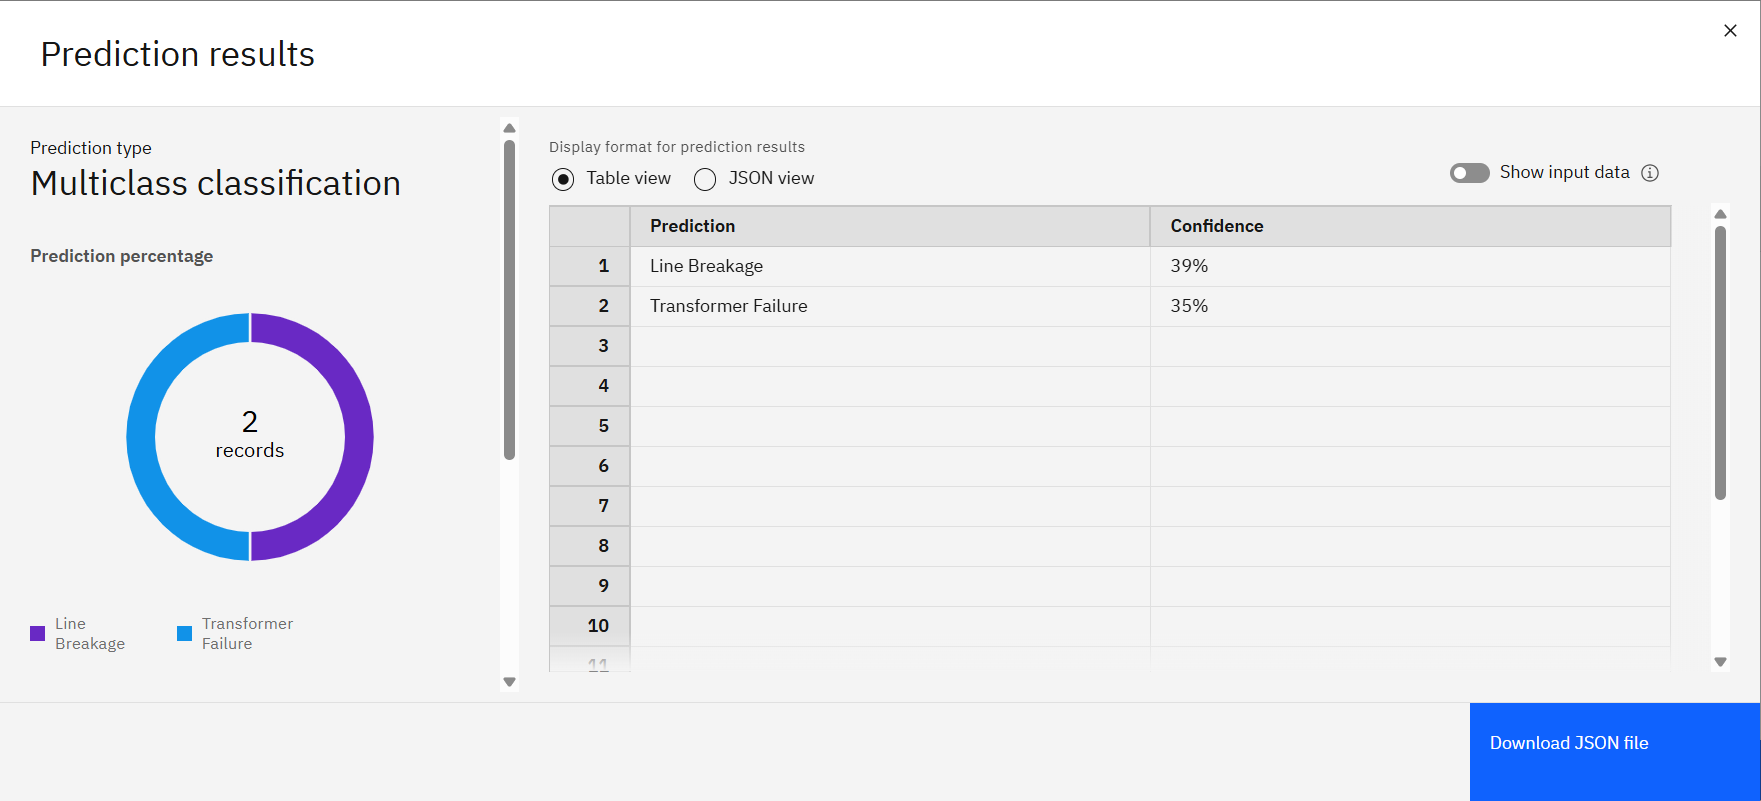 Prediction results
Prediction type
Multiclass classification
Prediction percentage
2
records
Line
Breakage
Transformer
Failure
Display format for prediction results
Table view JSON view
Show input data
Prediction Confidence
1 Line Breakage 39%
2 Transformer Failure 35%
3
4
5
6
7
8
9
10
11
Download JSON file